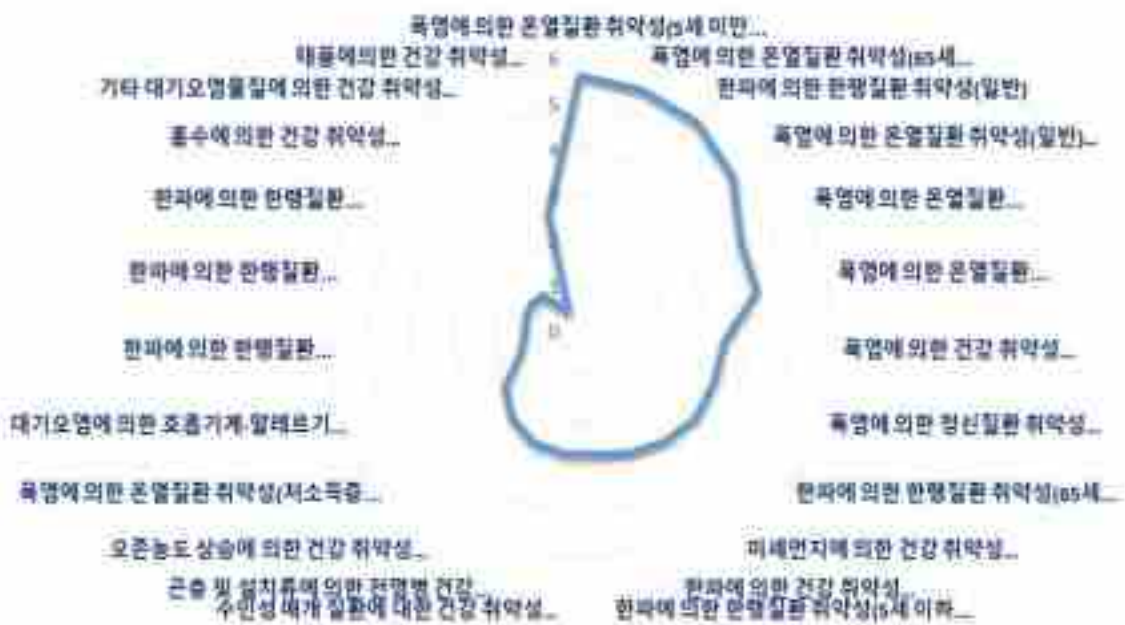 폭염에 의한 온열질환 취약성(5세 미만...
태풍에의한 건강 취약성...
폭염에 의한 온열질환 취약성(65세...
기타 대기오염물질에 의한 건강 취약성...
한파에 의한 한랭질환 취약성(일반)
홍수에 의한 건강 취약성...
폭염에 의한 온열질환 취약성(일반)...
한파에 의한 한랭질환...
폭염에 의한 온열질환...
한파에 의한 한랭질환...
폭염에 의한 온열질환...
한파에 의한 한랭질환...
폭염에 의한 건강 취약성...
대기오염에 의한 호흡기계·알레르기...
폭염에 의한 정신질환 취약성...
폭염에 의한 온열질환 취약성(저소득층...
한파에 의한 한랭질환 취약성(65세...
오존농도 상승에 의한 건강 취약성...
미세먼지에 의한 건강 취약성...
곤충 및 설치류에 의한 전염병 건강...
한파에 의한 건강 취약성...
수인성 매개 질환에 대한 건강 취약성...
한파에 의한 한랭질환 취약성(5세 이하...
6
5
0